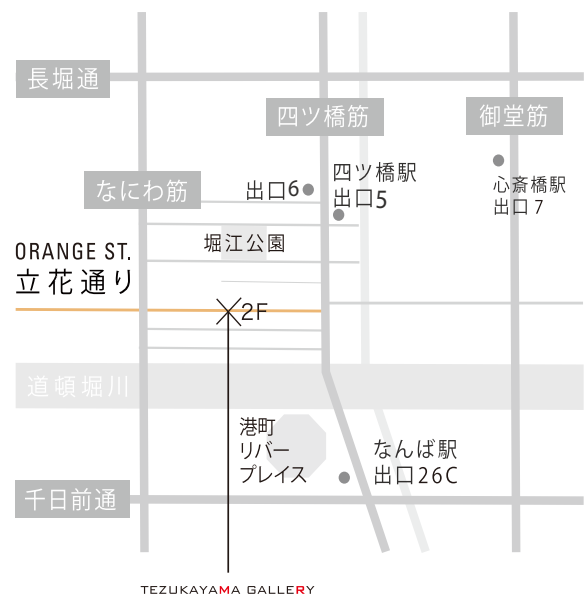 長堀通
四ツ橋筋
御堂筋
四ツ橋駅
出口5
出口6
心斎橋駅
出口7
なにわ筋
堀江公園
ORANGE ST.
立花通り
2F
道頓堀川
港町
リバー
プレイス
なんば駅
出口26C
千日前通
TEZUKAYAMA GALLERY